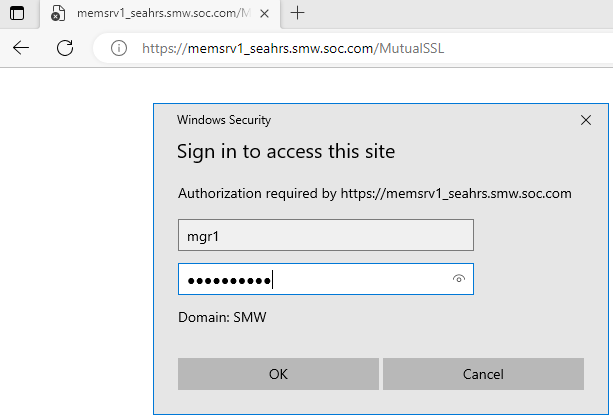 memsrv1_seahrs.smw.soc.com/M
https://memsrv1_seahrs.smw.soc.com/MutualSSL
Windows Security
Sign in to access this site
Authorization required by https://memsrv1_seahrs.smw.soc.com
mgr1
●●●●●●●●●●
Domain: SMW
OK Cancel